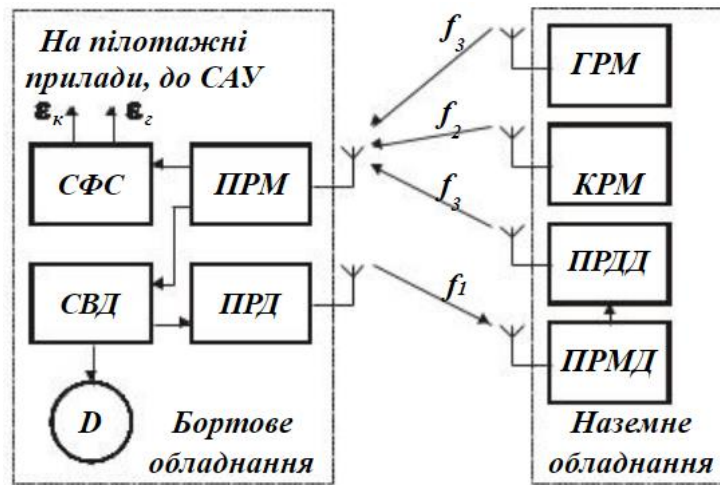 На пілотажні
прилади, до САУ
εк εг
СФС
ПРМ
СВД
ПРД
D
Бортове
обладнання
f3
f2
f3
f1
ГРМ
КРМ
ПРДД
ПРМД
Наземне
обладнання